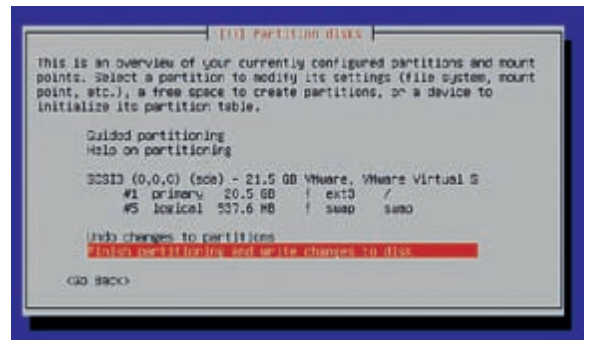 [!!] Partition disks
This is an overview of your currently configured partitions and mount
points. Select a partition to modify its settings (file system, mount
point, etc.), a free space to create partitions, or a device to
initialize its partition table.
Guided partitioning
Help on partitioning
SCSI3 (0,0,0) (sda) - 21.5 GB VMware, VMware Virtual S
#1 primary 20.5 GB f ext3 /
#5 logical 937.6 MB f swap swap
Undo changes to partitions
Finish partitioning and write changes to disk
<Go Back>